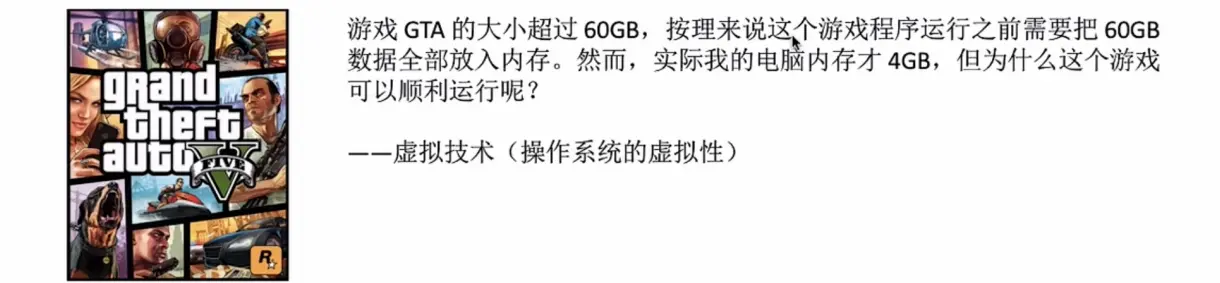 grand
theft
auto
FIVE
R
游戏 GTA 的大小超过 60GB，按理来说这个游戏程序运行之前需要把 60GB
数据全部放入内存。然而，实际我的电脑内存才 4GB，但为什么这个游戏
可以顺利运行呢？
——虚拟技术（操作系统的虚拟性）